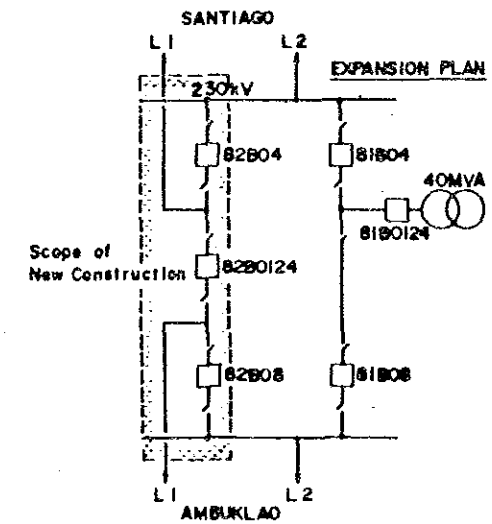 SANTIAGO
L1 L2
EXPANSION PLAN
230kV
82B04 81B04
40MVA
81B0124
Scope of
New Construction
82B0124
82B08 81B08
L1 L2
AMBUKLAO